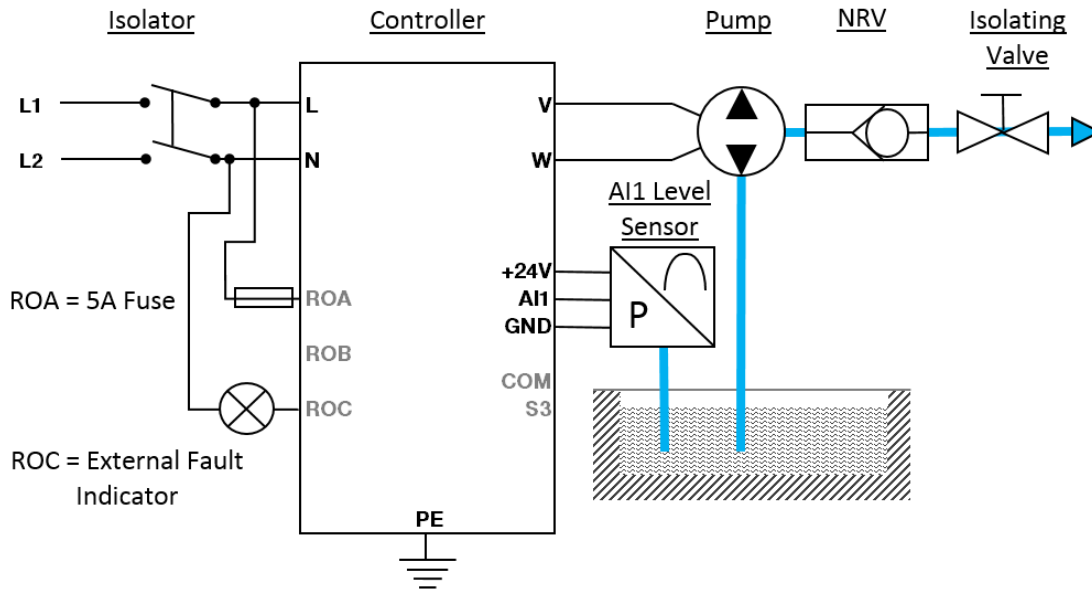 Isolator
Controller
Pump
NRV
Isolating
Valve
L1
L
V
L2
N
W
AI1 Level
Sensor
+24V
ROA = 5A Fuse
ROA
AI1
P
GND
ROB
COM
ROC
S3
ROC = External Fault
Indicator
PE